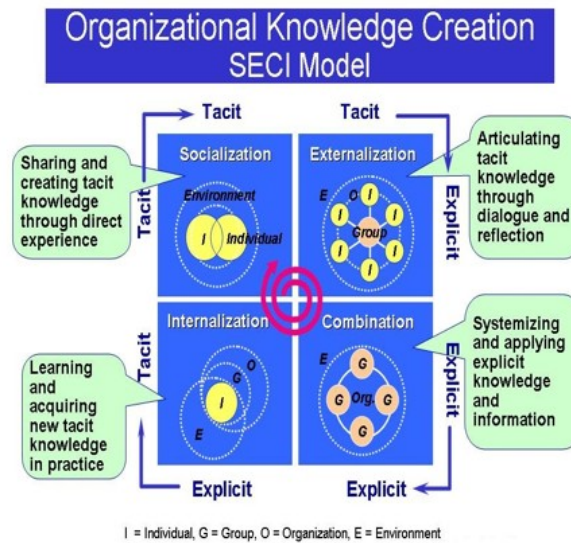 Organizational Knowledge Creation
SECI Model
Tacit
Tacit
Sharing and
creating tacit
knowledge
through direct
experience
Tacit
Socialization
Environment
I
Individual
Externalization
E
O
I
I
I
Group
I
I
I
Explicit
Articulating
tacit
knowledge
through
dialogue and
reflection
Learning
and
acquiring
new tacit
knowledge
in practice
Tacit
Internalization
O
G
I
E
Combination
E
G
G
Org.
G
G
Explicit
Systemizing
and applying
explicit
knowledge
and
information
Explicit
Explicit
I = Individual, G = Group, O = Organization, E = Environment